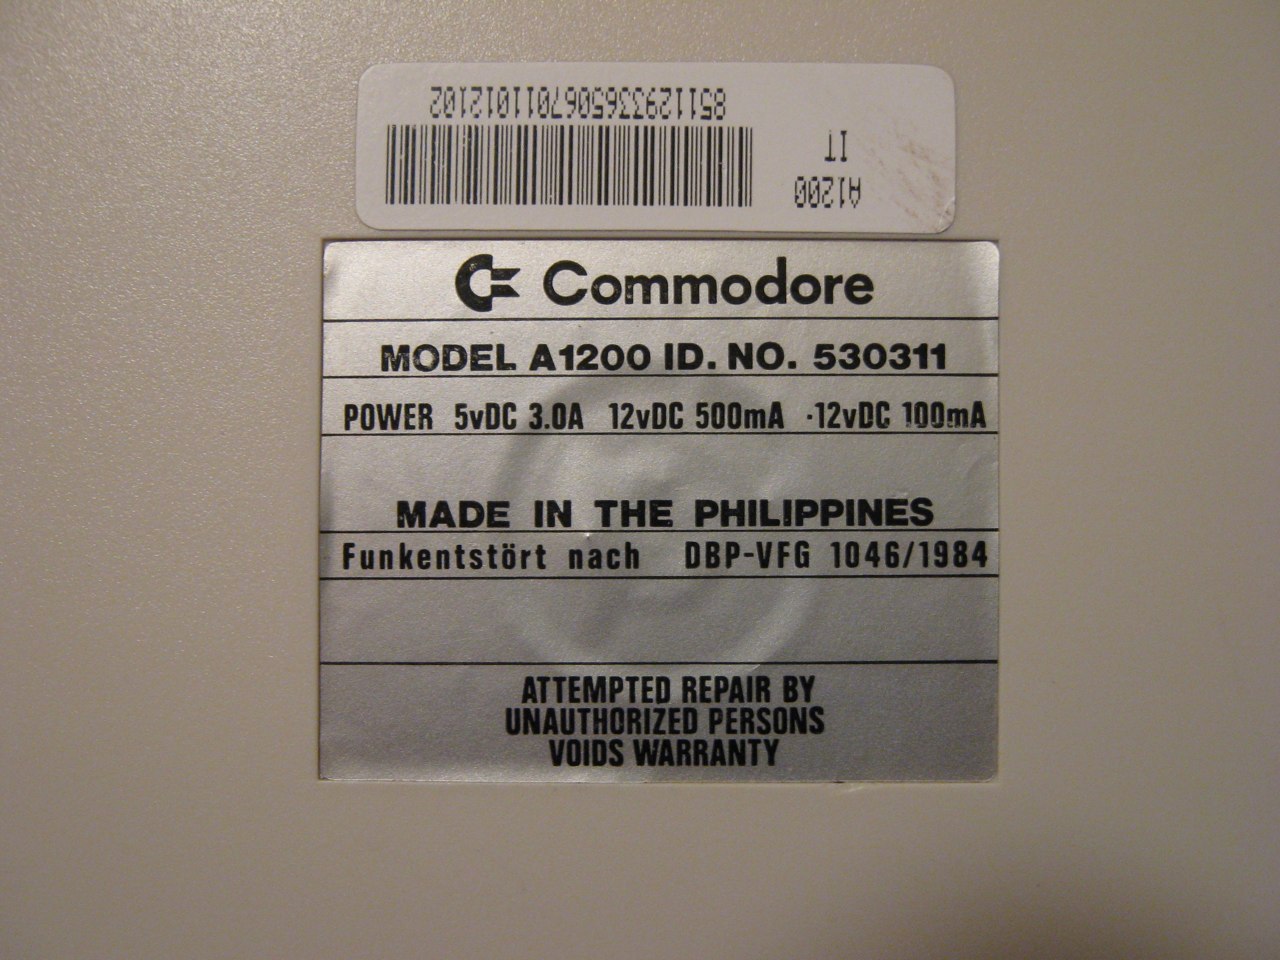 A1200
IT
8511293365067011012102
Commodore
MODEL A1200 ID. NO. 530311
POWER 5vDC 3.0A 12vDC 500mA -12vDC 100mA
MADE IN THE PHILIPPINES
Funkentstört nach DBP-VFG 1046/1984
ATTEMPTED REPAIR BY
UNAUTHORIZED PERSONS
VOIDS WARRANTY